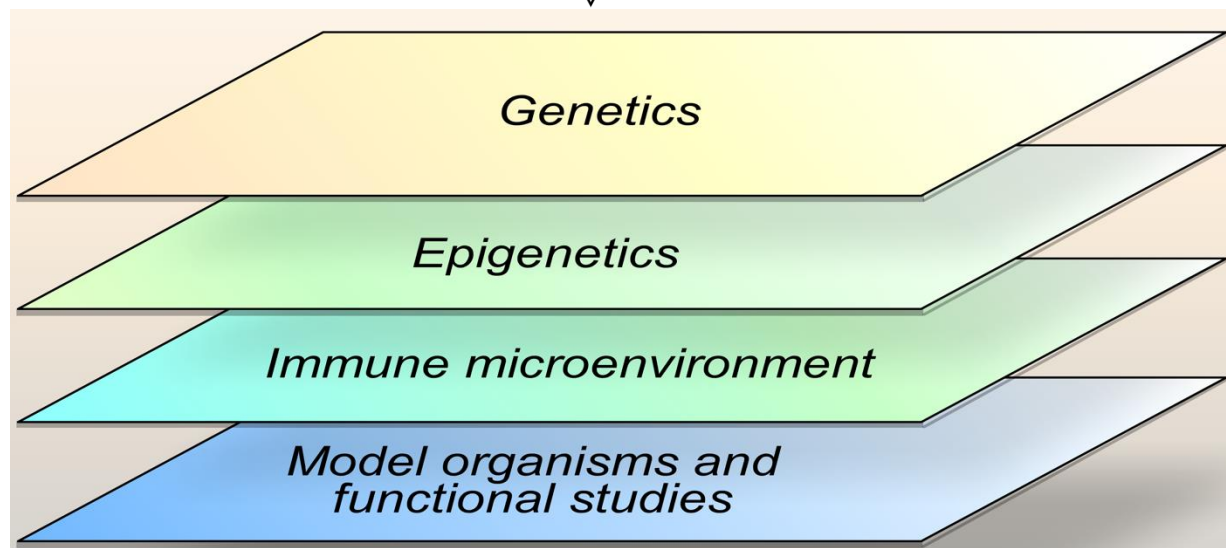 Genetics
Epigenetics
Immune microenvironment
Model organisms and
functional studies